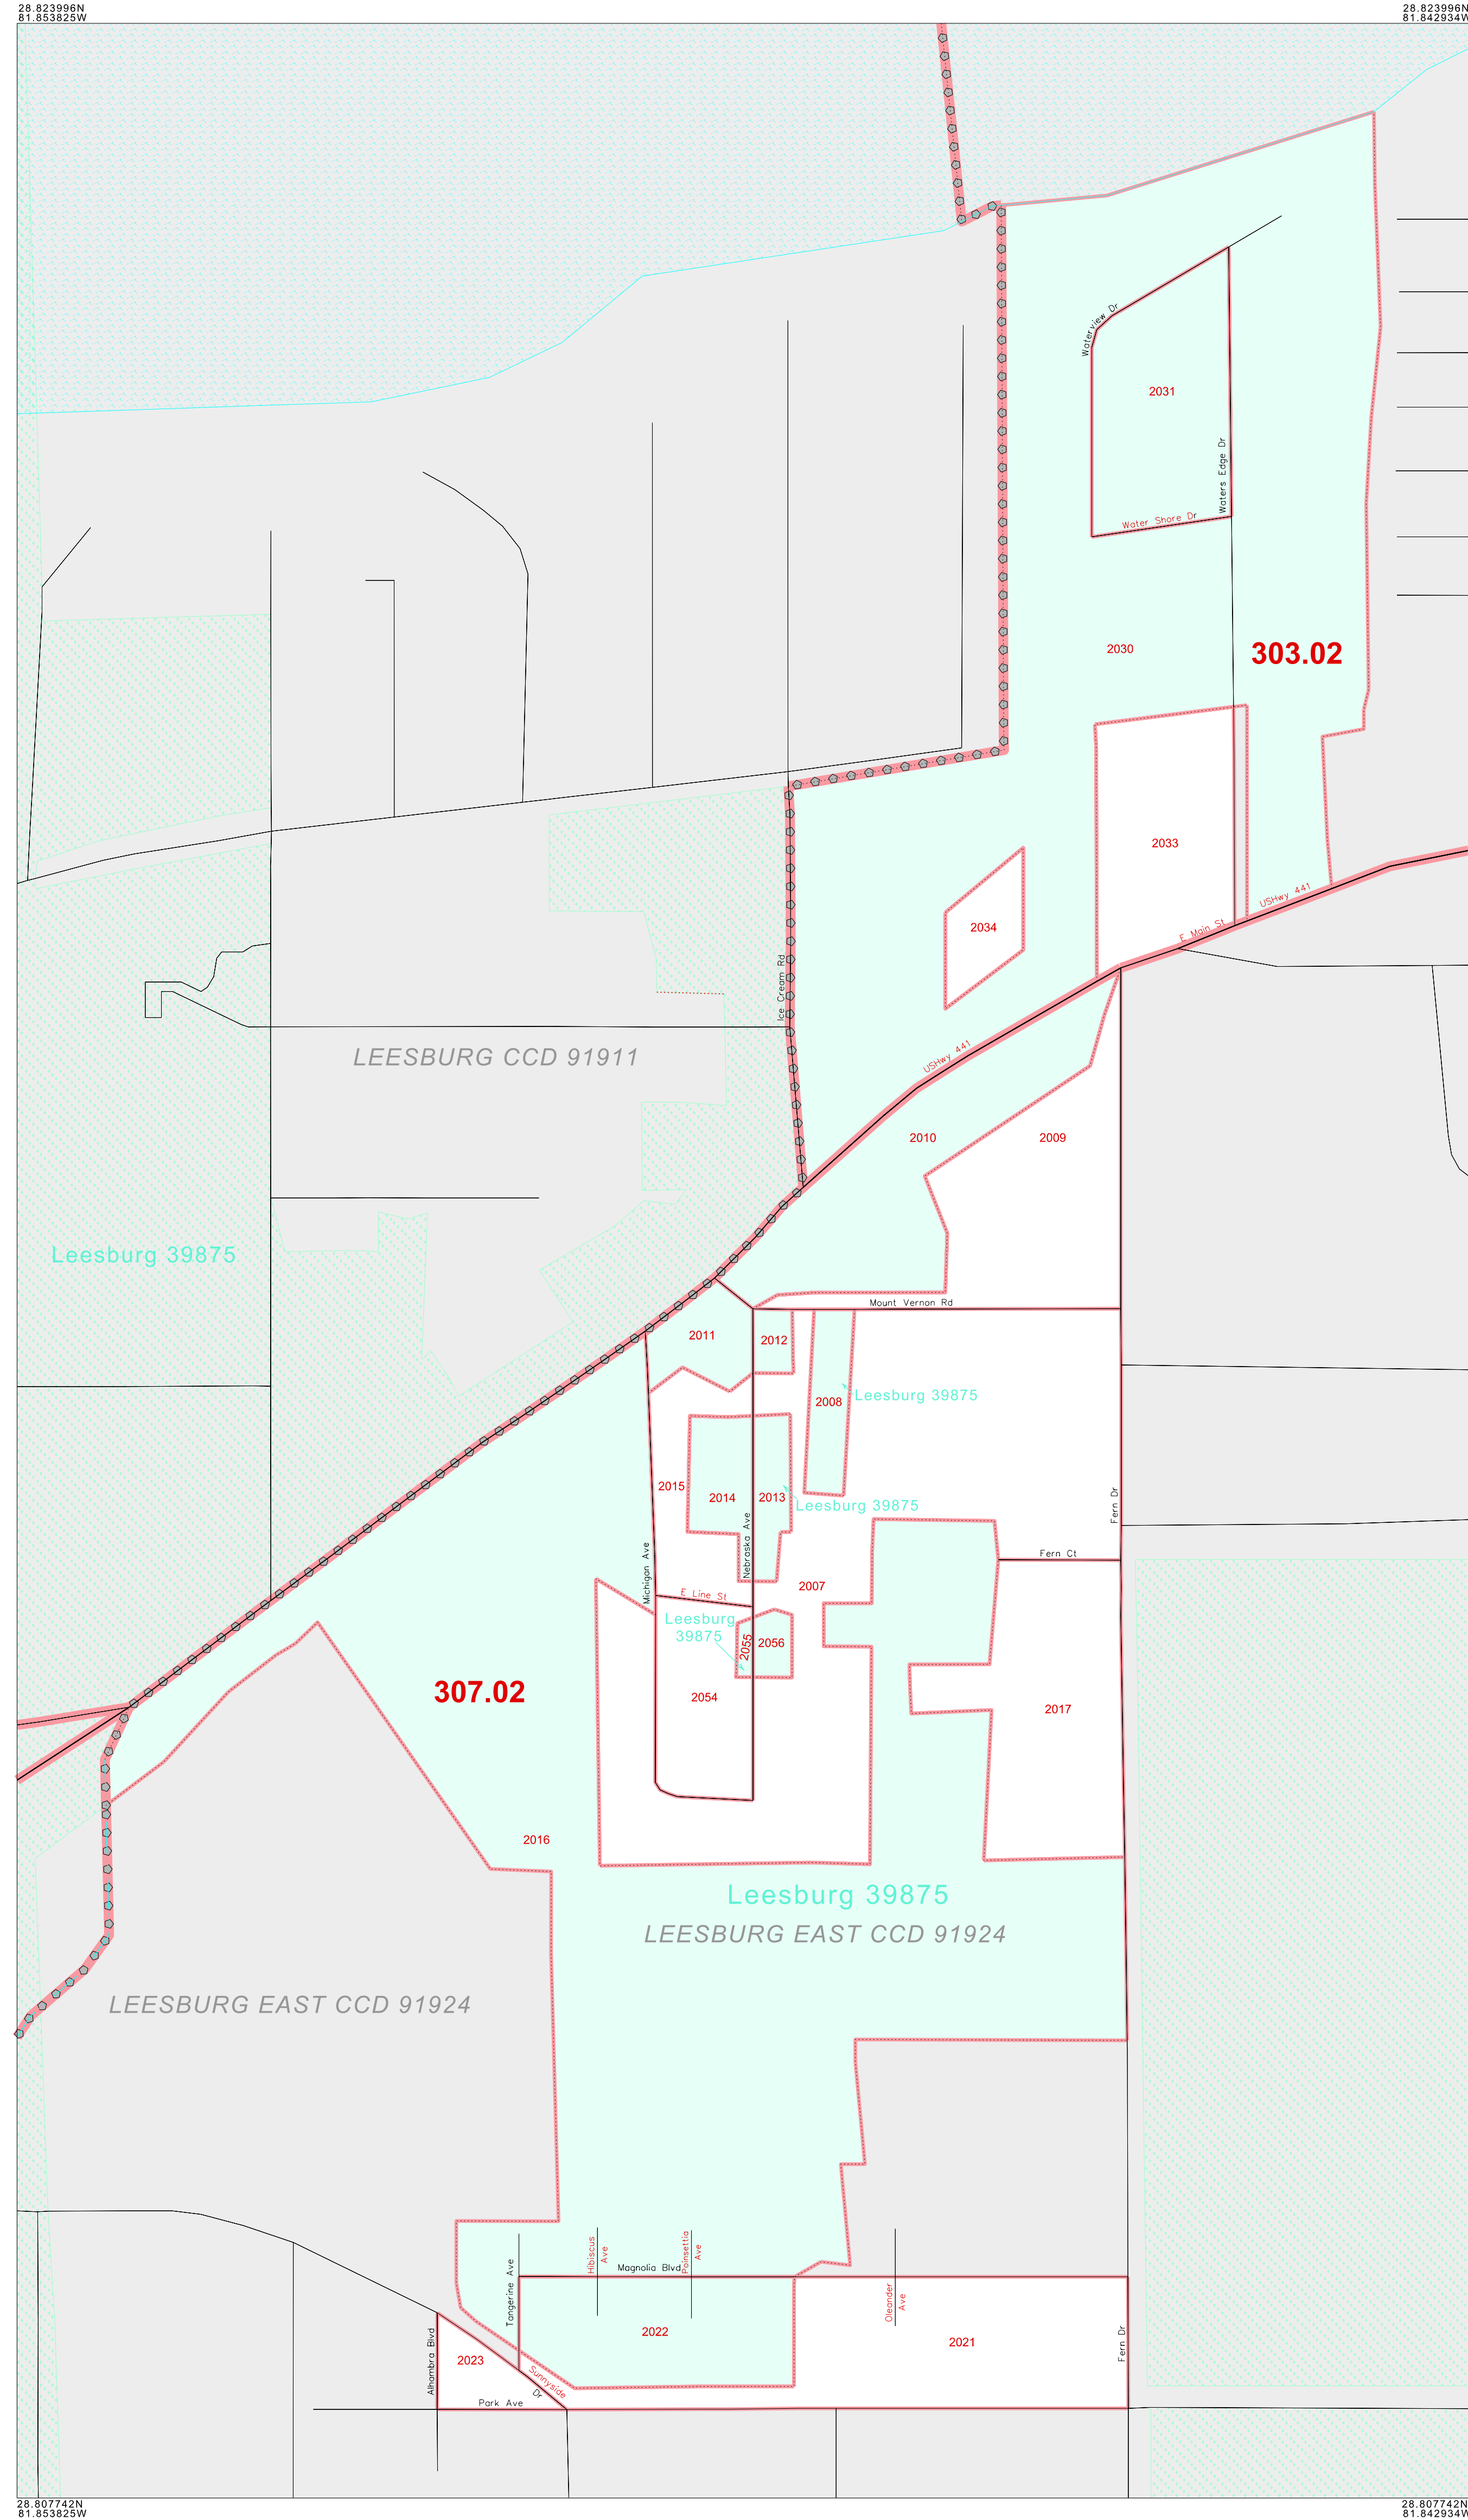 28.823996N
81.853825W
28.823996N
81.842934W
Waterview Dr
2031
Waters Edge Dr
Water Shore Dr
2030
303.02
2033
USHwy 441
2034
E Main St
Ice Cream Rd
LEESBURG CCD 91911
USHwy 441
2010
2009
Leesburg 39875
Mount Vernon Rd
2011
2012
Leesburg 39875
2008
2015
2014
2013
Leesburg 39875
Fern Dr
Nebraska Ave
Michigan Ave
Fern Ct
2007
E Line St
Leesburg
39875
2055
2056
307.02
2054
2017
2016
Leesburg 39875
LEESBURG EAST CCD 91924
LEESBURG EAST CCD 91924
Hibiscus
Ave
Poinsettia
Ave
Tangerine Ave
Magnolia Blvd
Oleander
Ave
2022
2021
Fern Dr
Alhambra Blvd
2023
Sunnyside
Dr
Park Ave
28.807742N
81.853825W
28.807742N
81.842934W